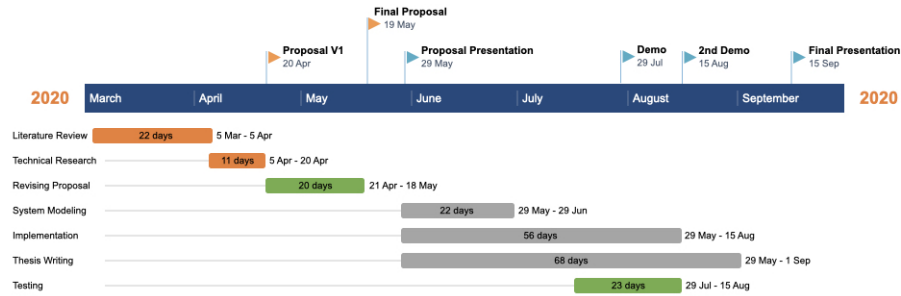 Final Proposal
19 May
Proposal V1
20 Apr
Proposal Presentation
29 May
Demo
29 Jul
2nd Demo
15 Aug
Final Presentation
15 Sep
2020 March April May June July August September 2020
Literature Review 22 days 5 Mar - 5 Apr
Technical Research 11 days 5 Apr - 20 Apr
Revising Proposal 20 days 21 Apr - 18 May
System Modeling 22 days 29 May - 29 Jun
Implementation 56 days 29 May - 15 Aug
Thesis Writing 68 days 29 May - 1 Sep
Testing 23 days 29 Jul - 15 Aug